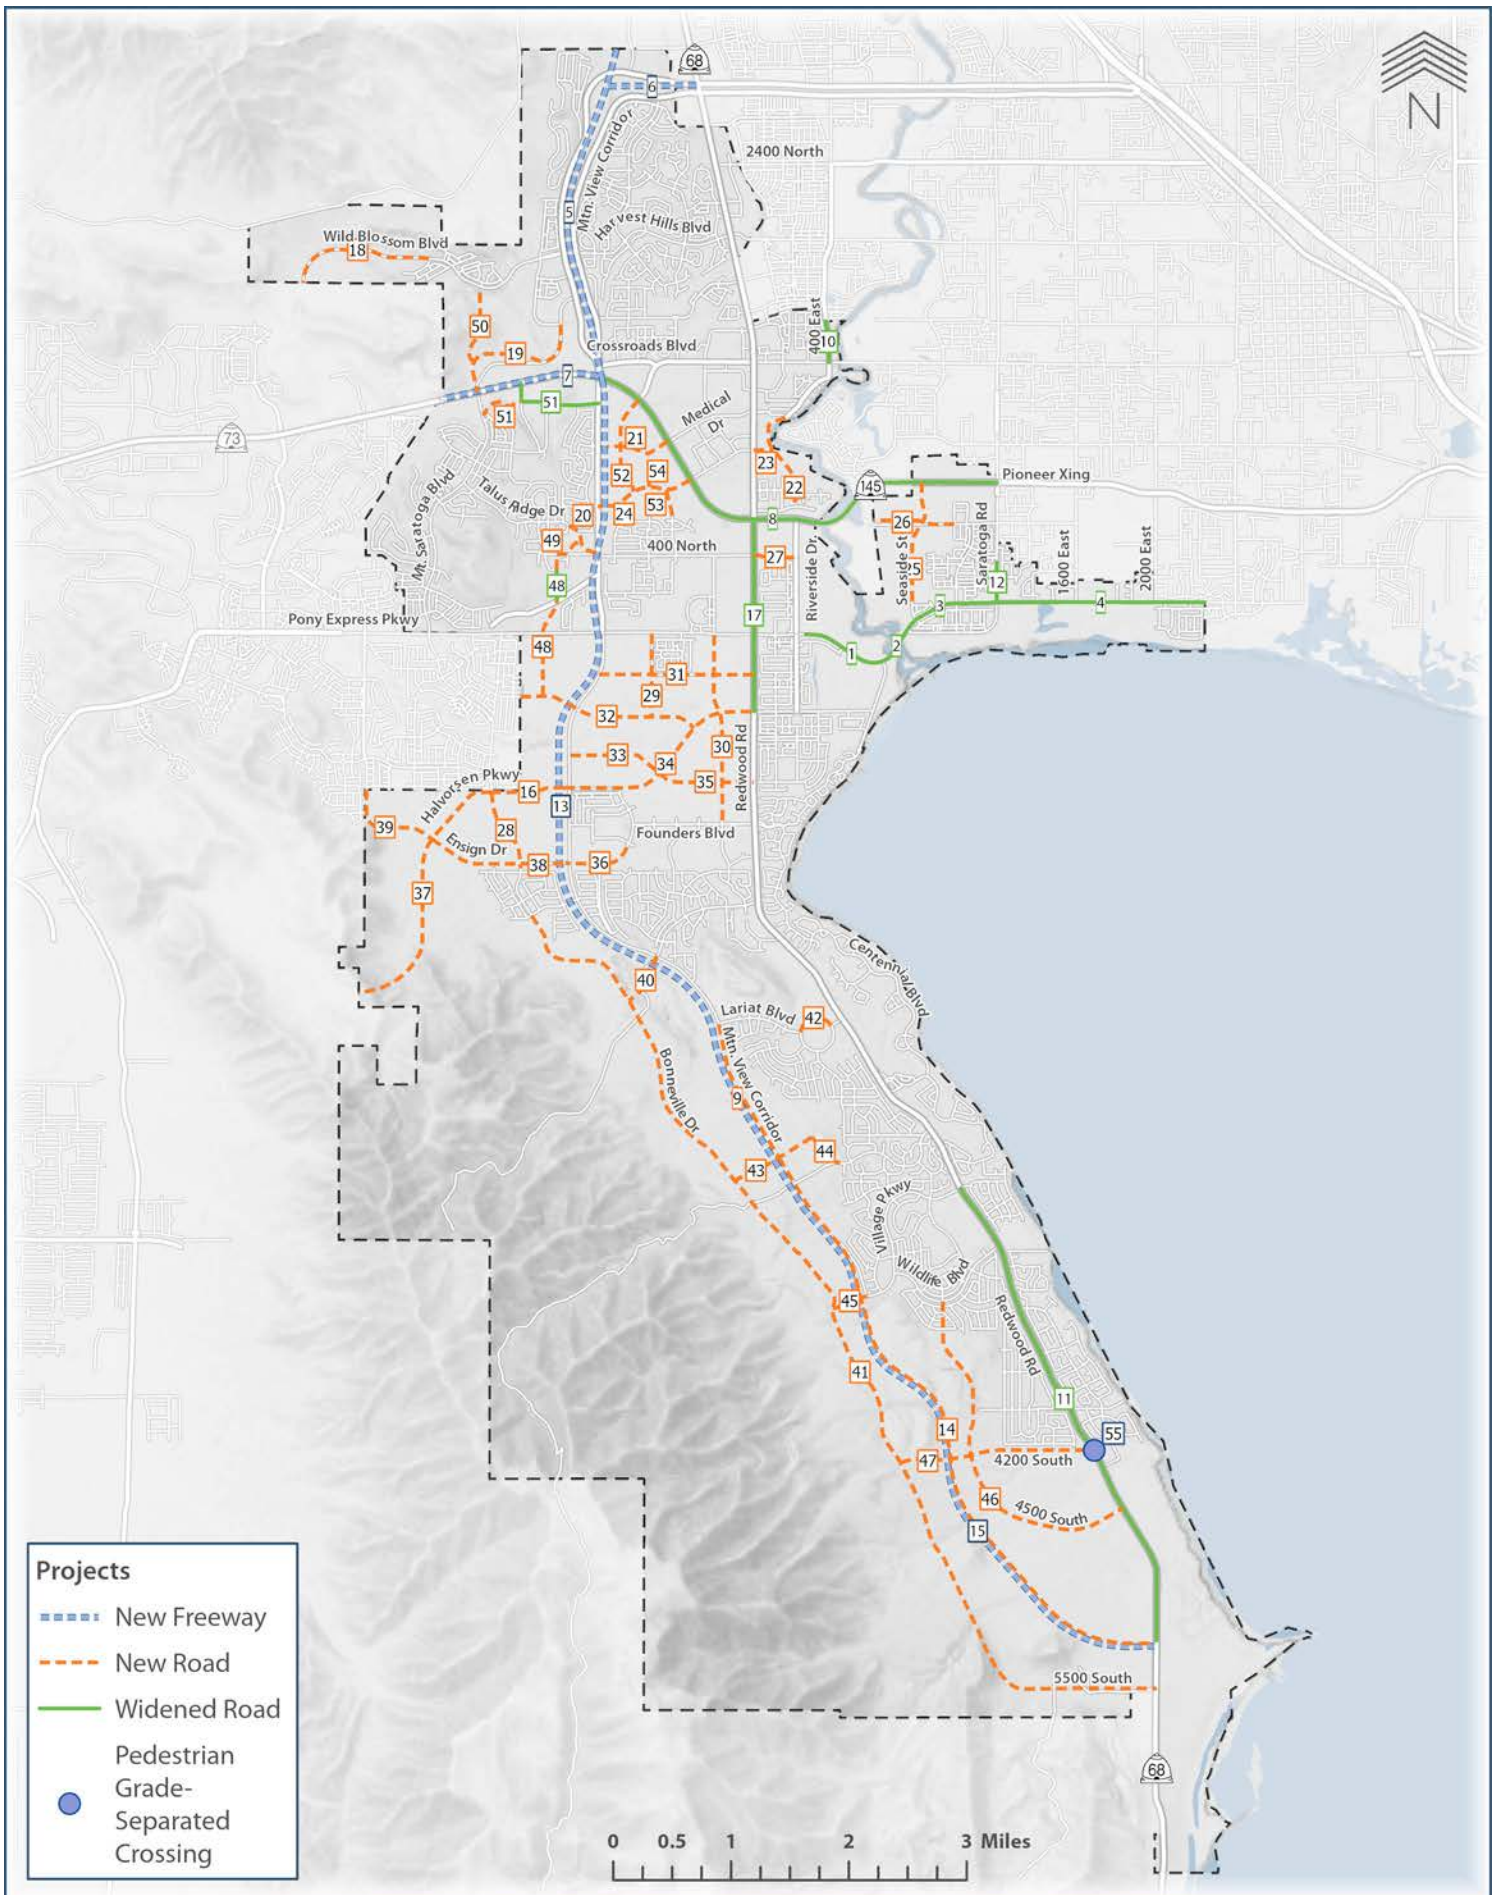 68
6
N
2400 North
Mtn. View Corridor
5
Harvest Hills Blvd
Wild Blossom Blvd
18
50
400 East
10
19
Crossroads Blvd
7
51
51
73
Medical
Dr
21
54
23
52
22
Pioneer Xing
145
Mt. Saratoga Blvd
Talus Ridge Dr
20
24
53
8
26
Saratoga Rd
49
400 North
27
Riverside Dr.
Seaside St
25
1600 East
2000 East
48
12
17
3
4
Pony Express Pkwy
48
1
2
31
29
32
30
33
34
Redwood Rd
35
Halvorsen Pkwy
16
13
39
28
Founders Blvd
Ensign Dr
38
36
37
Centennial Blvd
40
Lariat Blvd
42
Mtn. View Corridor
Bonneville Dr
9
44
43
Village Pkwy
Wildlife Blvd
45
Redwood Rd
41
11
14
55
47
4200 South
46
4500 South
15
5500 South
68
Projects
New Freeway
New Road
Widened Road
Pedestrian
Grade-
Separated
Crossing
0 0.5 1 2 3 Miles